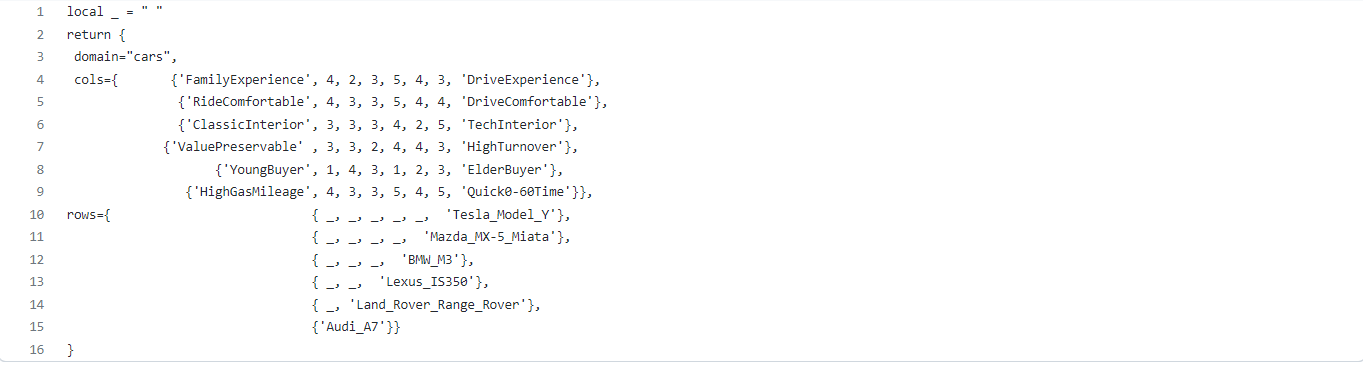 1 local _ = " "
2 return {
3  domain="cars",
4  cols={       {'FamilyExperience', 4, 2, 3, 5, 4, 3, 'DriveExperience'},
5               {'RideComfortable', 4, 3, 3, 5, 4, 4, 'DriveComfortable'},
6               {'ClassicInterior', 3, 3, 3, 4, 2, 5, 'TechInterior'},
7             {'ValuePreservable' , 3, 3, 2, 4, 4, 3, 'HighTurnover'},
8                    {'YoungBuyer', 1, 4, 3, 1, 2, 3, 'ElderBuyer'},
9                {'HighGasMileage', 4, 3, 3, 5, 4, 5, 'Quick0-60Time'}},
10 rows={                           { _, _, _, _, _,  'Tesla_Model_Y'},
11                                  { _, _, _, _,  'Mazda_MX-5_Miata'},
12                                  { _, _, _,  'BMW_M3'},
13                                  { _, _,  'Lexus_IS350'},
14                                  { _, 'Land_Rover_Range_Rover'},
15                                  {'Audi_A7'}}
16 }